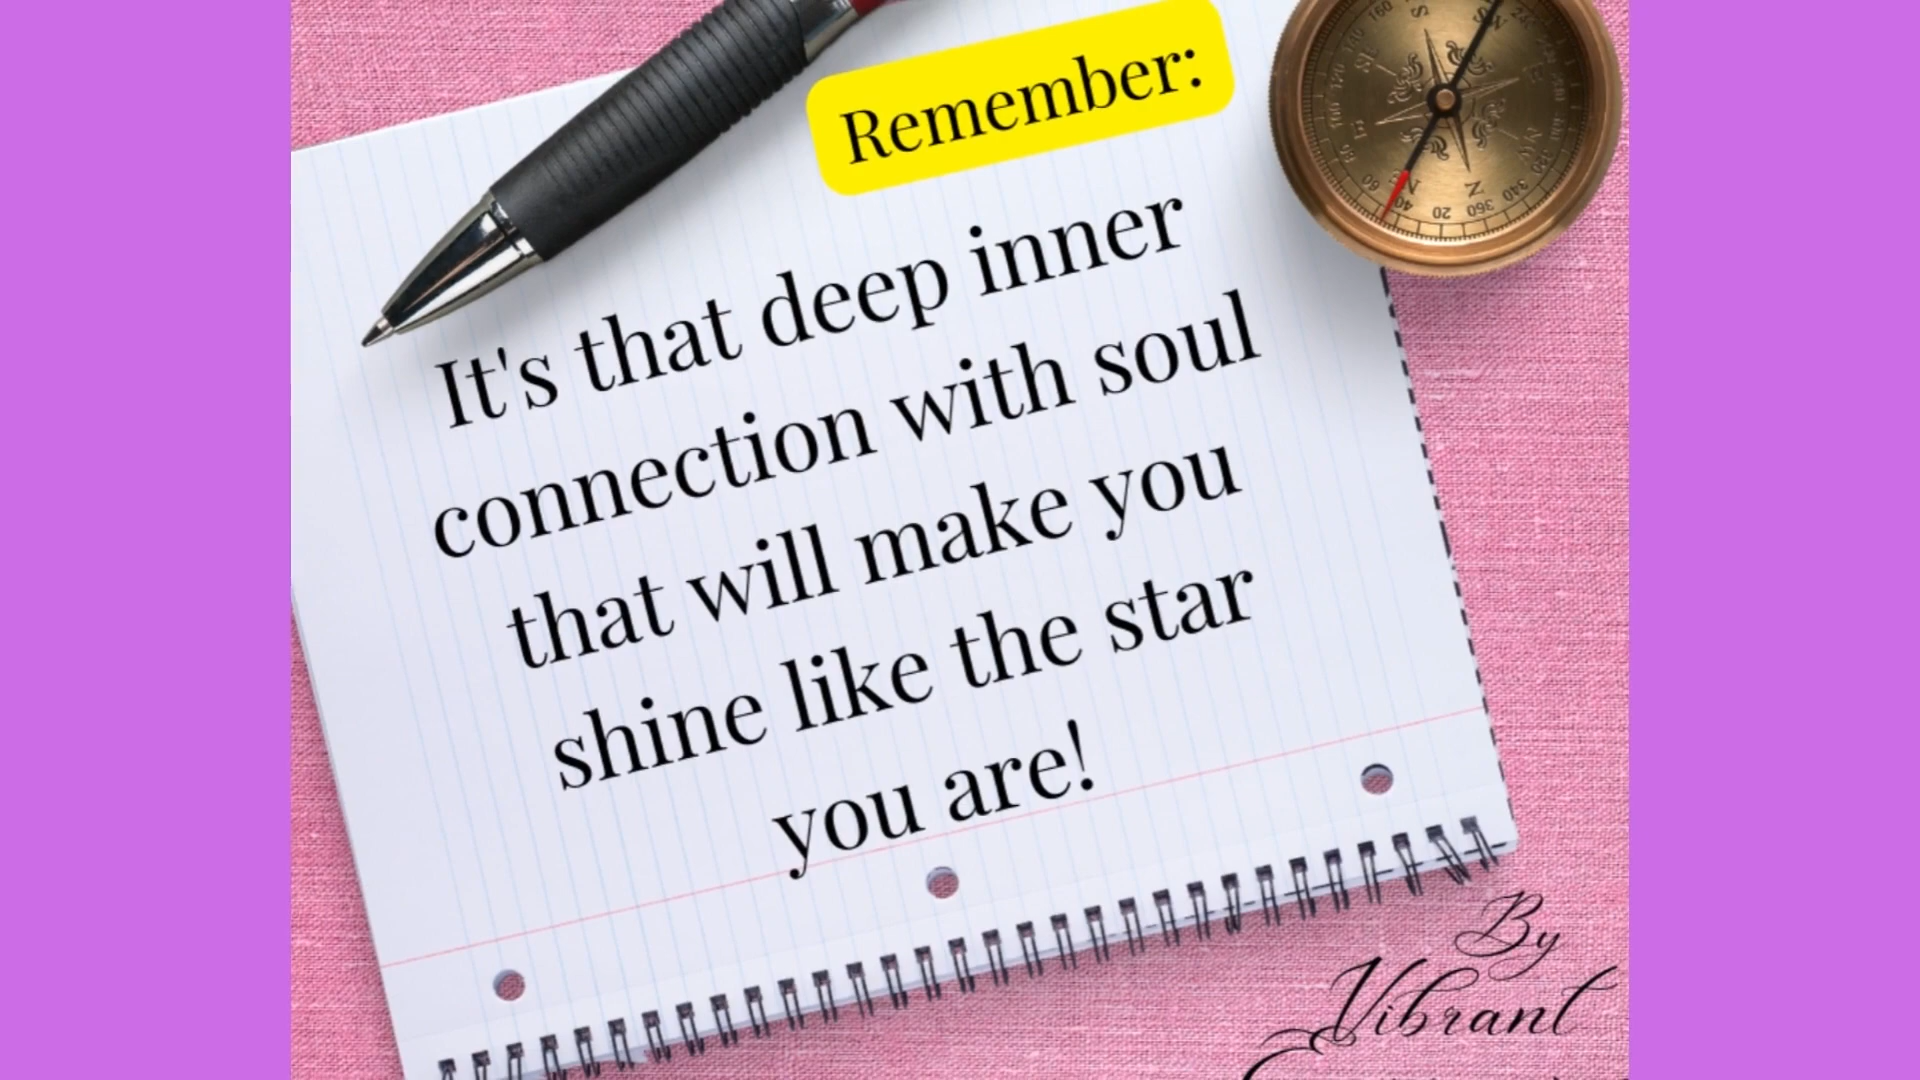 Remember:
It's that deep inner
connection with soul
that will make you
shine like the star
you are!
By
Vibrant